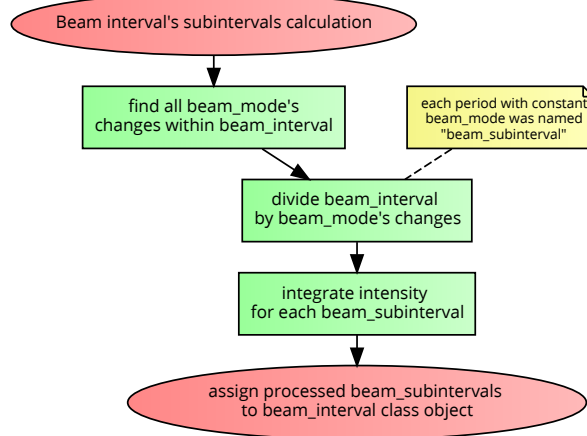 Beam interval's subintervals calculation
find all beam_mode's
changes within beam_interval
each period with constant
beam_mode was named
"beam_subinterval"
divide beam_interval
by beam_mode's changes
integrate intensity
for each beam_subinterval
assign processed beam_subintervals
to beam_interval class object